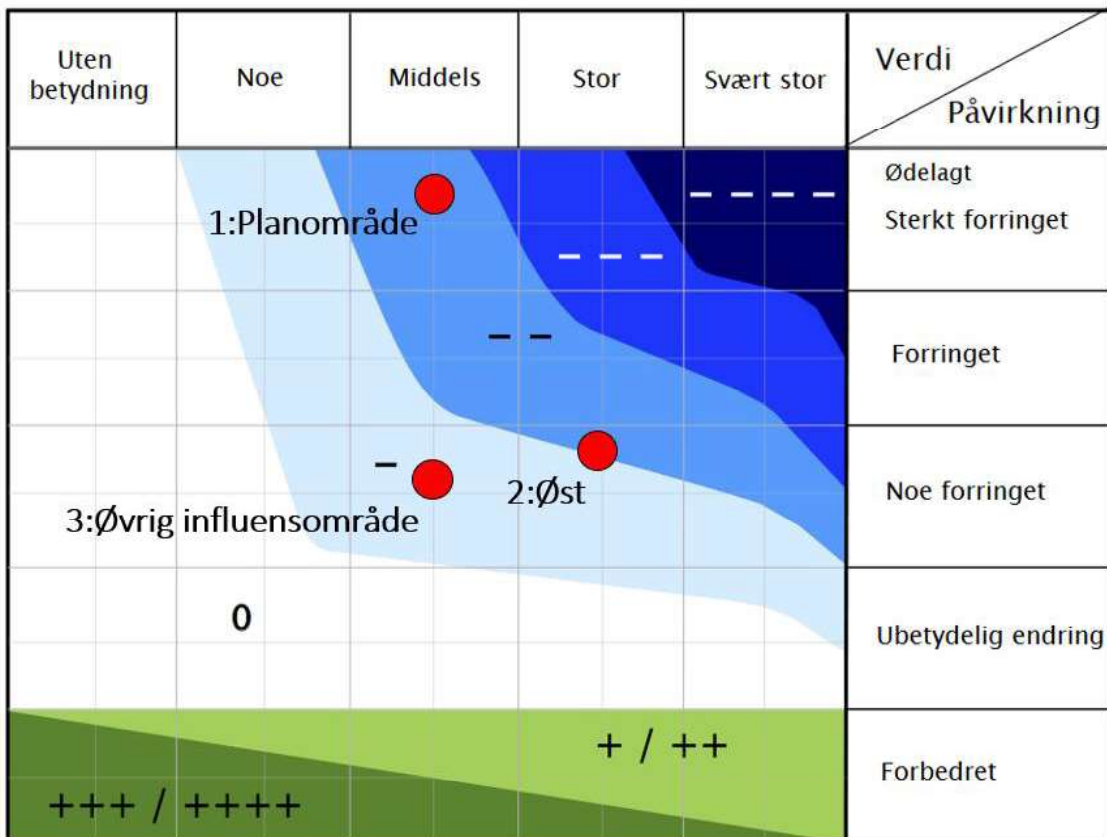 Uten
betydning
Noe
Middels
Stor
Svært stor
Verdi
Påvirkning
Ødelagt
Sterkt forringet
1:Planområde
– – – –
– – –
– –
Forringet
–
2:Øst
Noe forringet
3:Øvrig influensområde
0
Ubetydelig endring
+ / ++
Forbedret
+++ / ++++